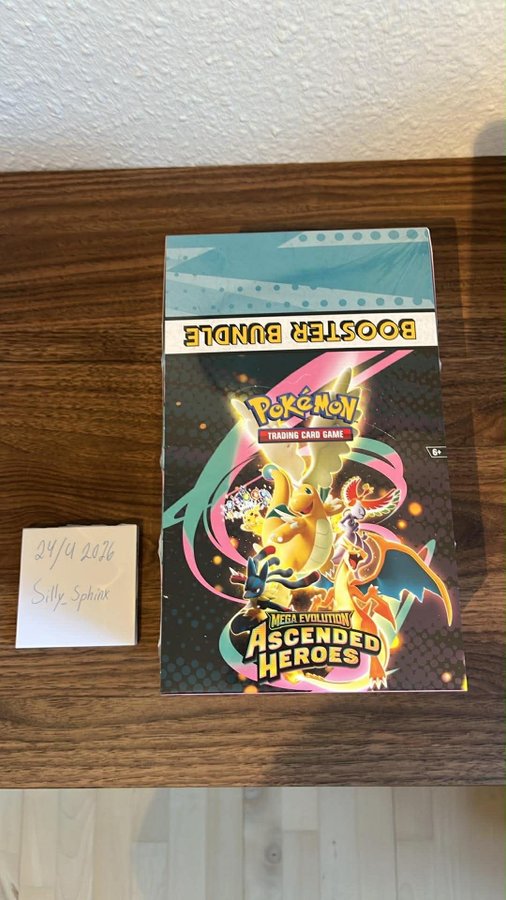 BOOSTER BUNDLE
POKéMON
TRADING CARD GAME
6+
24/4 2026
Silly_Sphinx
MEGA EVOLUTION
ASCENDED
HEROES